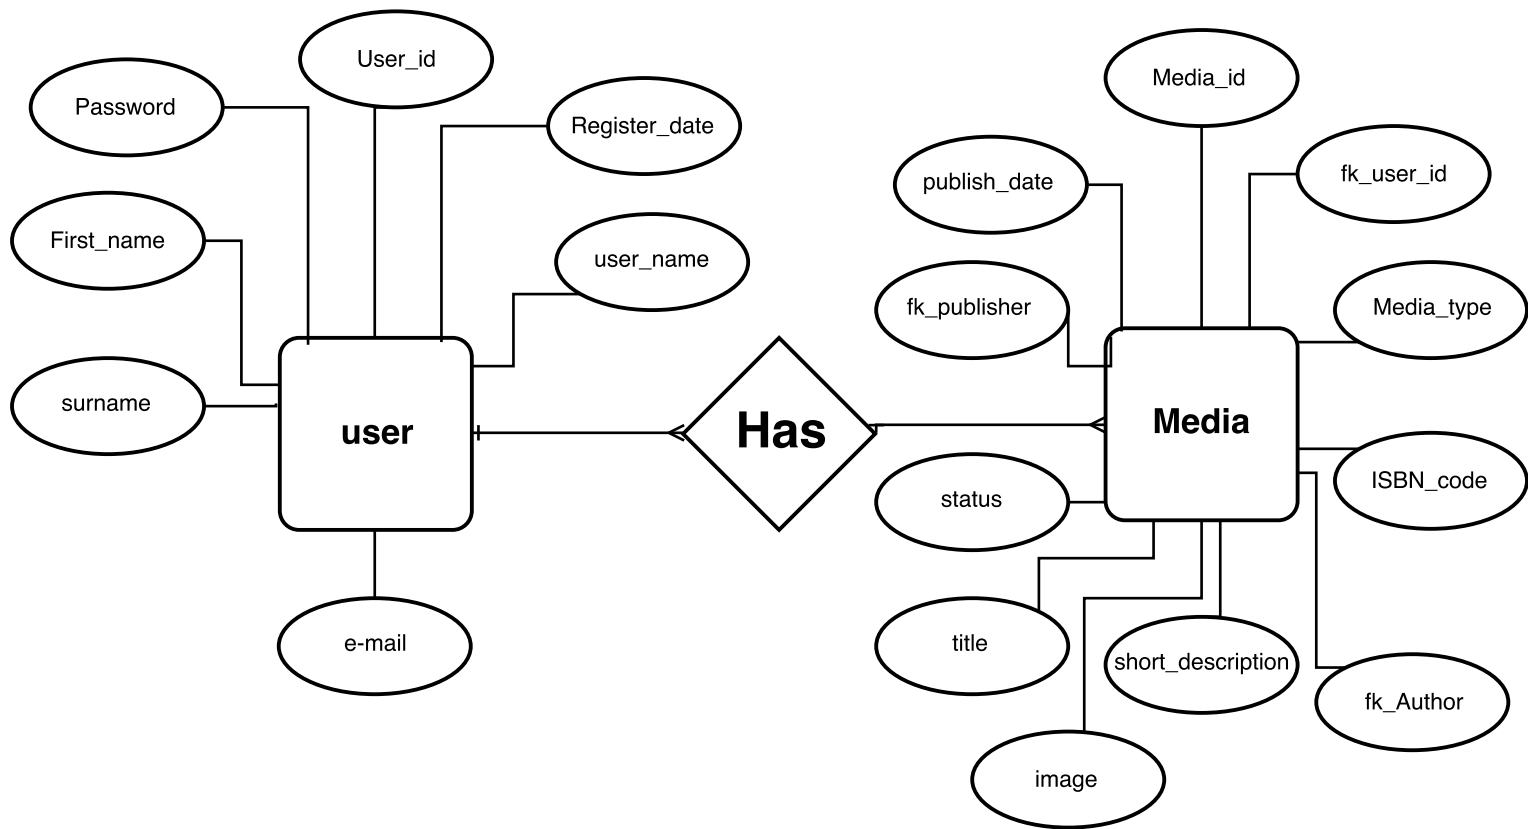 User_id
Media_id
Password
Register_date
fk_user_id
publish_date
First_name
user_name
fk_publisher
Media_type
surname
user
Has
Media
status
ISBN_code
e-mail
title
short_description
fk_Author
image